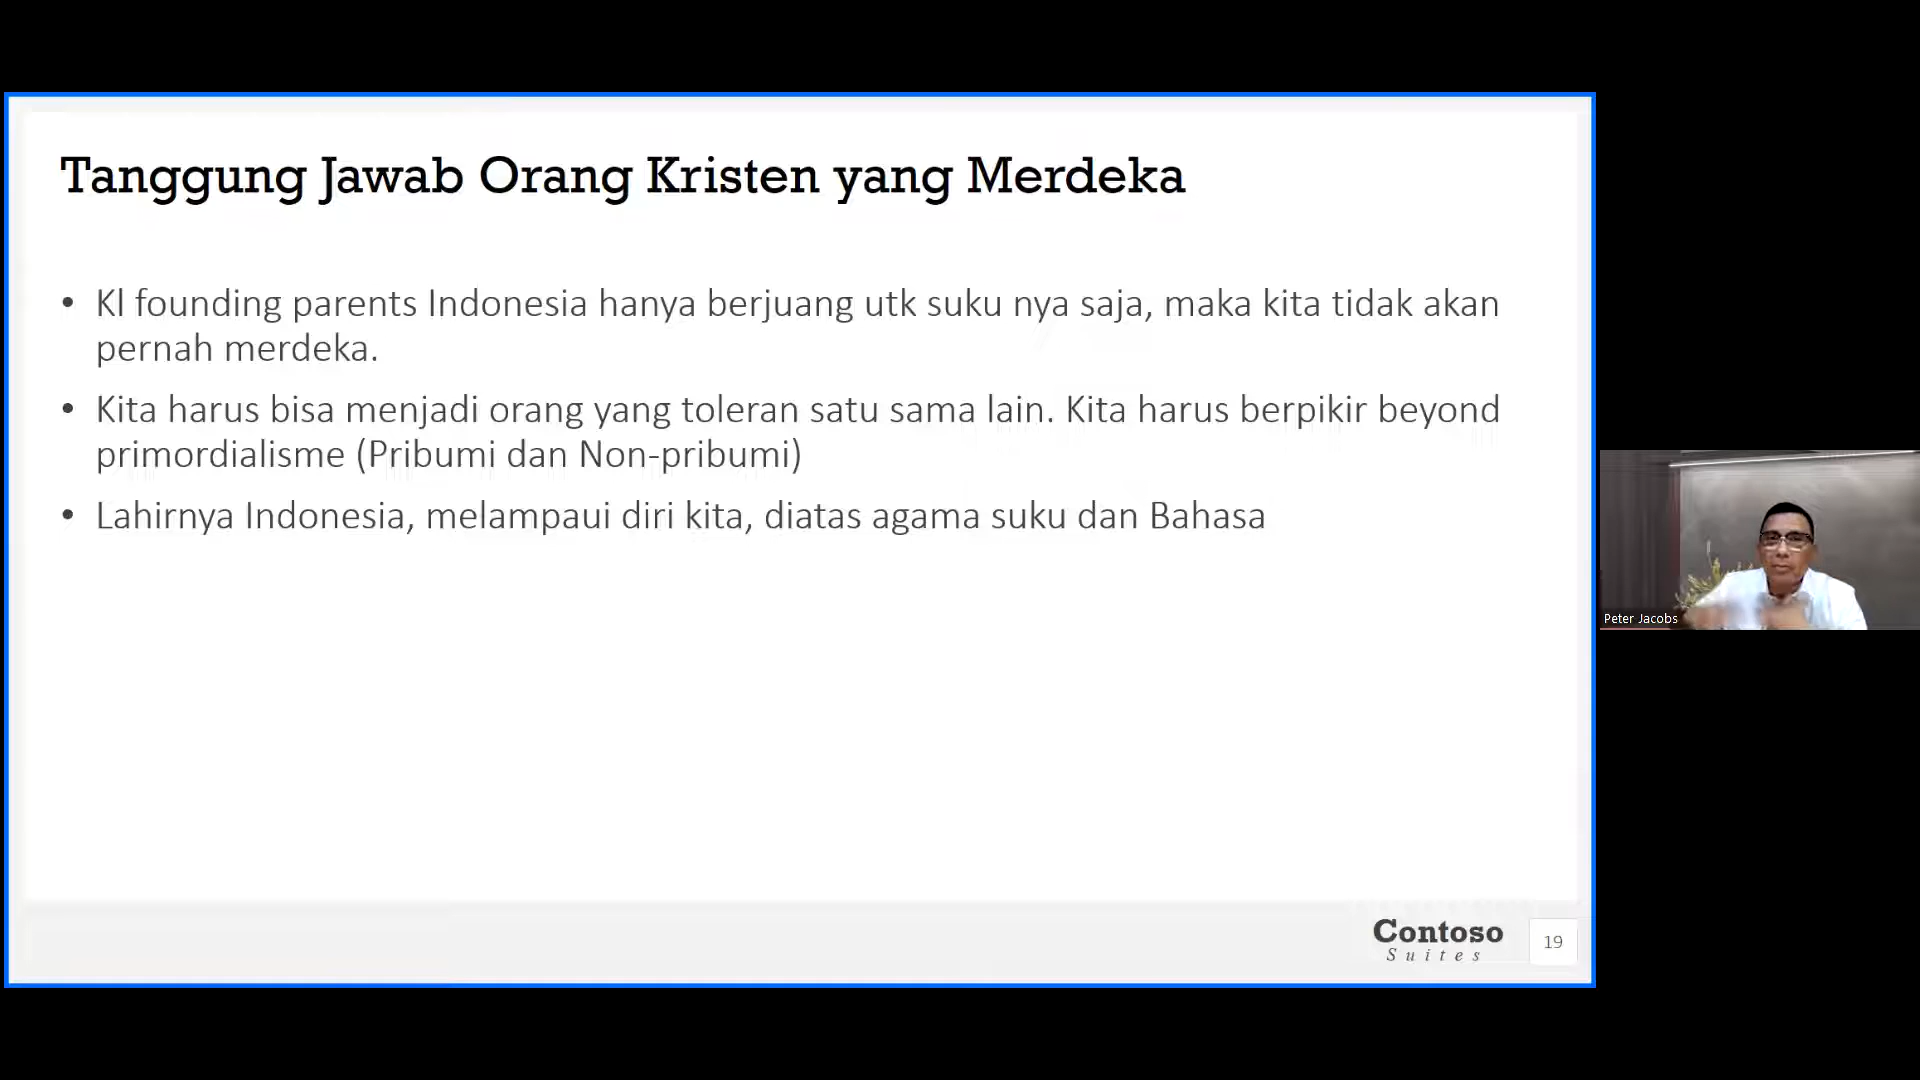 Tanggung Jawab Orang Kristen yang Merdeka
• Kl founding parents Indonesia hanya berjuang utk suku nya saja, maka kita tidak akan
pernah merdeka.
• Kita harus bisa menjadi orang yang toleran satu sama lain. Kita harus berpikir beyond
primordialisme (Pribumi dan Non-pribumi)
• Lahirnya Indonesia, melampaui diri kita, diatas agama suku dan Bahasa
Peter Jacobs
Contoso
Suites
19